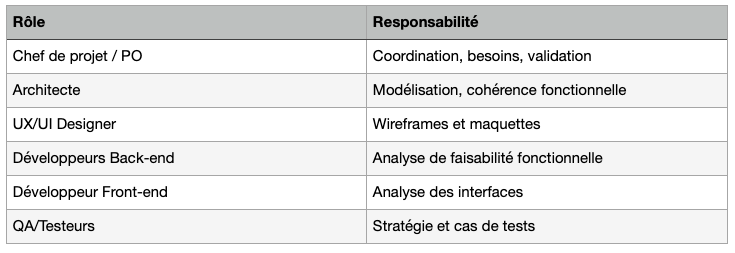 Rôle Responsabilité
Chef de projet / PO Coordination, besoins, validation
Architecte Modélisation, cohérence fonctionnelle
UX/UI Designer Wireframes et maquettes
Développeurs Back-end Analyse de faisabilité fonctionnelle
Développeur Front-end Analyse des interfaces
QA/Testeurs Stratégie et cas de tests